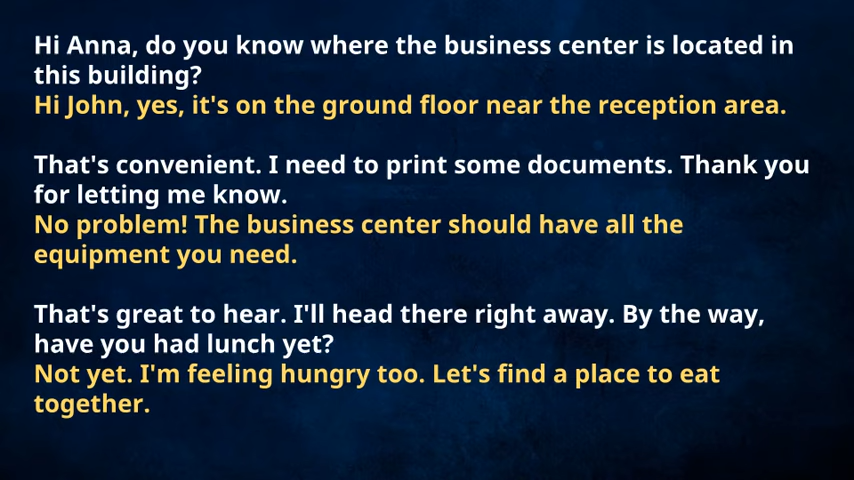 Hi Anna, do you know where the business center is located in
this building?
Hi John, yes, it's on the ground floor near the reception area.
That's convenient. I need to print some documents. Thank you
for letting me know.
No problem! The business center should have all the
equipment you need.
That's great to hear. I'll head there right away. By the way,
have you had lunch yet?
Not yet. I'm feeling hungry too. Let's find a place to eat
together.